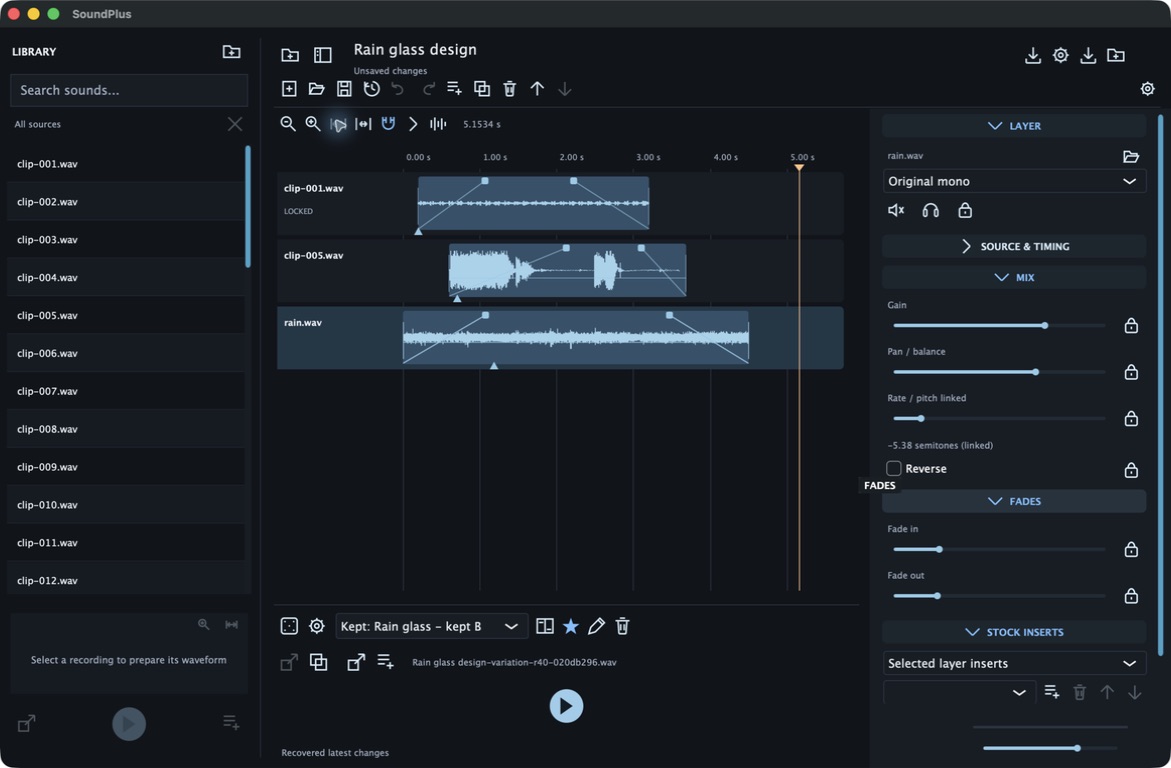 SoundPlus
LIBRARY
Search sounds...
All sources
clip-001.wav
clip-002.wav
clip-003.wav
clip-004.wav
clip-005.wav
clip-006.wav
clip-007.wav
clip-008.wav
clip-009.wav
clip-010.wav
clip-011.wav
clip-012.wav
Select a recording to prepare its waveform
Rain glass design
Unsaved changes
5.1534 s
0.00 s 1.00 s 2.00 s 3.00 s 4.00 s 5.00 s
clip-001.wav
LOCKED
clip-005.wav
rain.wav
Kept: Rain glass – kept B
Rain glass design-variation-r40-020db296.wav
Recovered latest changes
LAYER
rain.wav
Original mono
SOURCE & TIMING
MIX
Gain
Pan / balance
Rate / pitch linked
-5.38 semitones (linked)
Reverse
FADES
FADES
Fade in
Fade out
STOCK INSERTS
Selected layer inserts